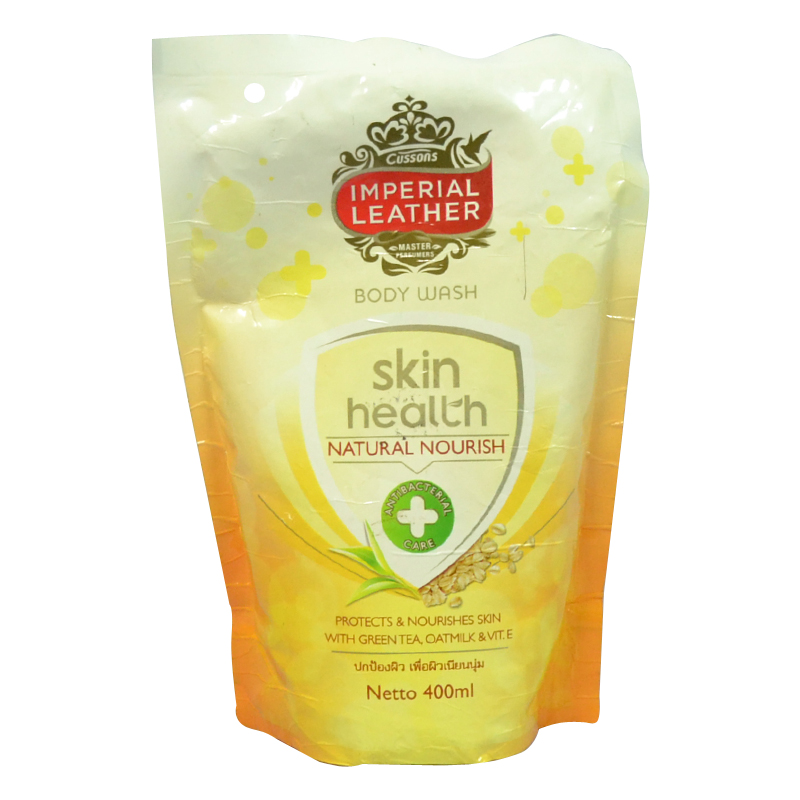 Cussons
IMPERIAL
LEATHER
MASTER
PERFUMERS
BODY WASH
skin
health
NATURAL NOURISH
ANTIBACTERIAL
CARE
PROTECTS & NOURISHES SKIN
WITH GREEN TEA, OATMILK & VIT. E
ปกป้องผิว เพื่อผิวเนียนนุ่ม
Netto 400ml